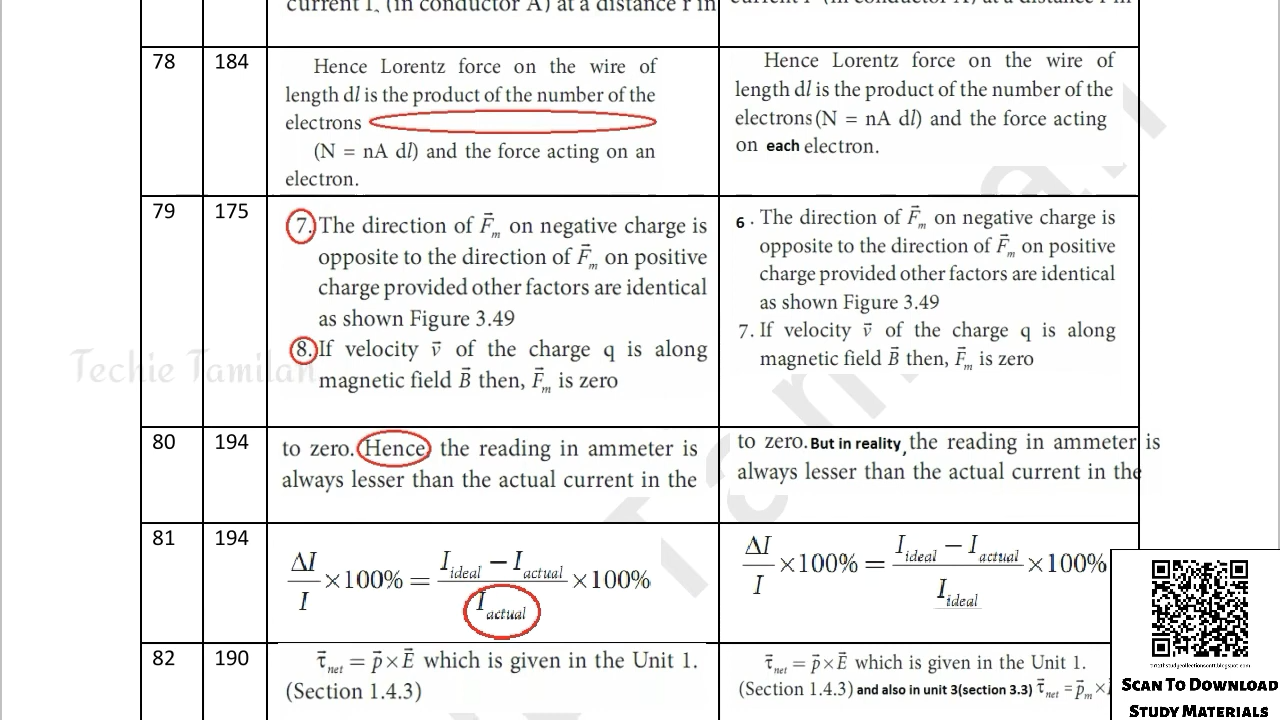 current I, (in conductor A) at a distance r in
78 184
Hence Lorentz force on the wire of
length dl is the product of the number of the
electrons
(N = nA dl) and the force acting on an
electron.
Hence Lorentz force on the wire of
length dl is the product of the number of the
electrons (N = nA dl) and the force acting
on each electron.
79 175
7. The direction of F⃗m on negative charge is
opposite to the direction of F⃗m on positive
charge provided other factors are identical
as shown Figure 3.49
8. If velocity v⃗ of the charge q is along
magnetic field B⃗ then, F⃗m is zero
6. The direction of F⃗m on negative charge is
opposite to the direction of F⃗m on positive
charge provided other factors are identical
as shown Figure 3.49
7. If velocity v⃗ of the charge q is along
magnetic field B⃗ then, F⃗m is zero
Techie Tamilan
80 194
to zero. Hence, the reading in ammeter is
always lesser than the actual current in the
to zero. But in reality, the reading in ammeter is
always lesser than the actual current in the
81 194
ΔI/I ×100% = (I ideal − I actual)/I actual ×100%
ΔI/I ×100% = (I ideal − I actual)/I ideal ×100%
82 190
τ⃗net = p⃗ × E⃗ which is given in the Unit 1.
(Section 1.4.3)
τ⃗net = p⃗ × E⃗ which is given in the Unit 1.
(Section 1.4.3) and also in unit 3(section 3.3) τ⃗net = p⃗m ×
SCAN TO DOWNLOAD
STUDY MATERIALS